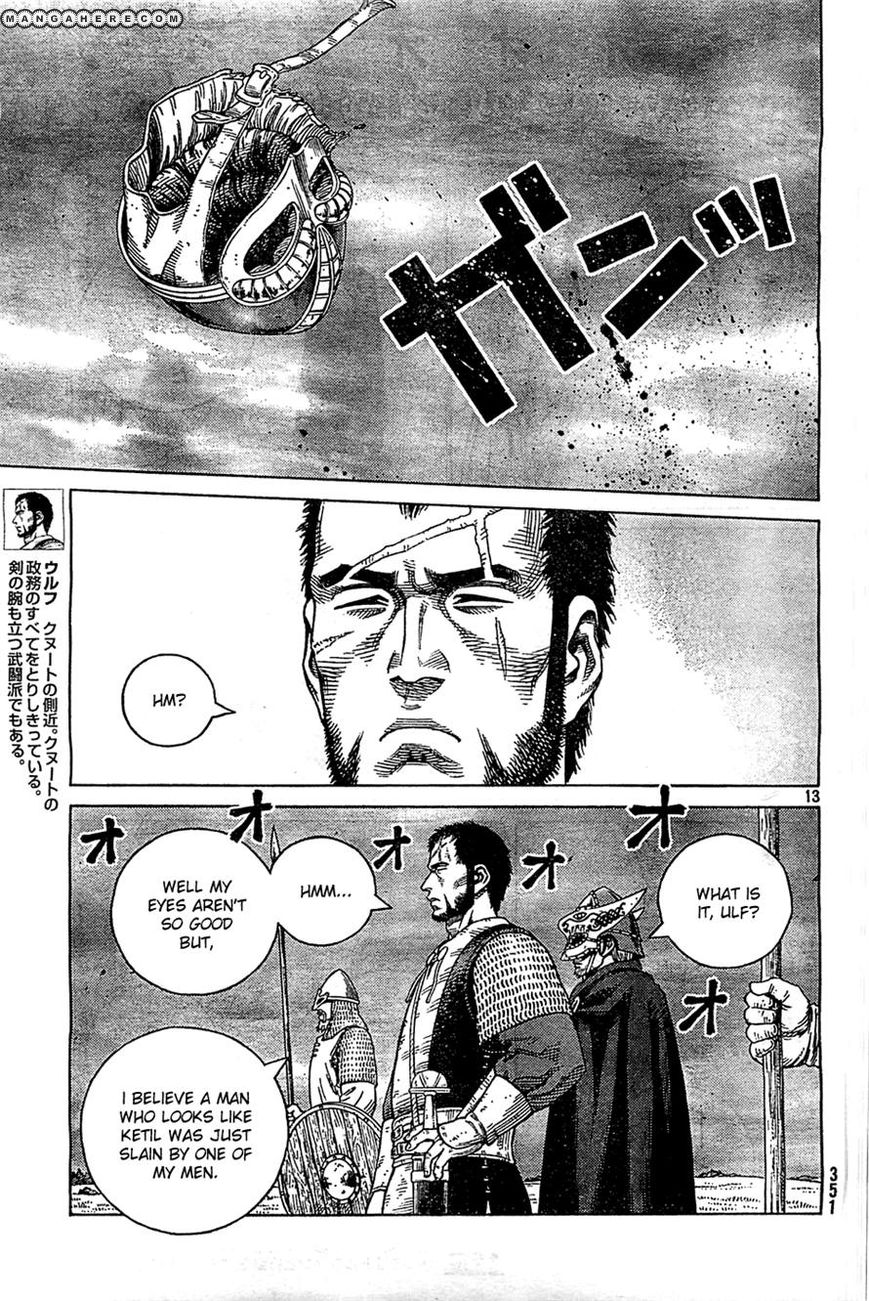 MANGAHERE.COM
ガンッ
ウルフ クヌートの側近。クヌートの
政務のすべてをとりしきっている。
剣の腕も立つ武闘派でもある。
HM?
13
オ
オ
オ
オ
オ
オ
WHAT IS
IT, ULF?
HMM...
WELL MY
EYES AREN'T
SO GOOD
BUT,
I BELIEVE A MAN
WHO LOOKS LIKE
KETIL WAS JUST
SLAIN BY ONE OF
MY MEN.
351